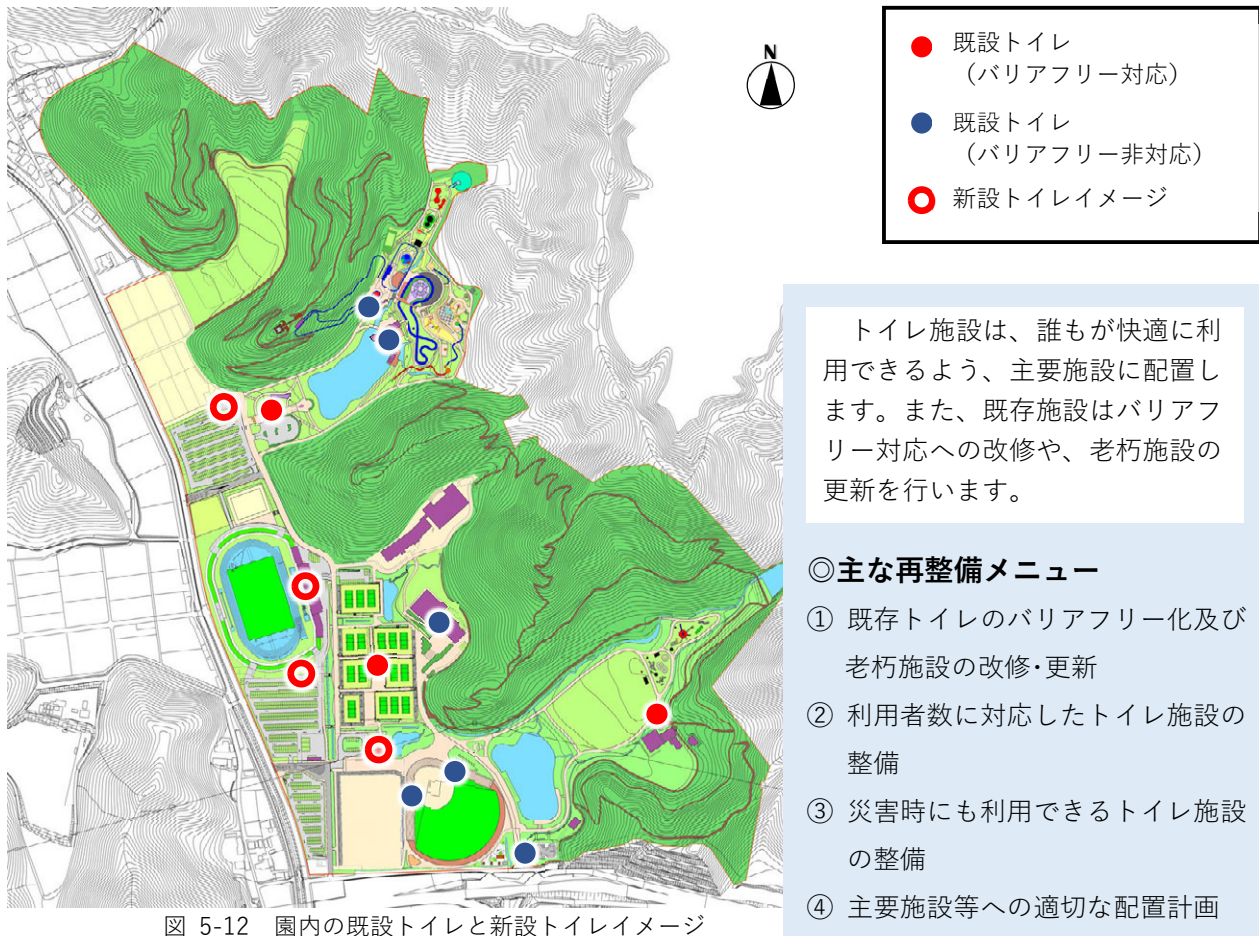 N
既設トイレ
（バリアフリー対応）
既設トイレ
（バリアフリー非対応）
新設トイレイメージ
トイレ施設は、誰もが快適に利
用できるよう、主要施設に配置し
ます。また、既存施設はバリアフ
リー対応への改修や、老朽施設の
更新を行います。
◎主な再整備メニュー
① 既存トイレのバリアフリー化及び
老朽施設の改修・更新
② 利用者数に対応したトイレ施設の
整備
③ 災害時にも利用できるトイレ施設
の整備
④ 主要施設等への適切な配置計画
図 5-12 園内の既設トイレと新設トイレイメージ